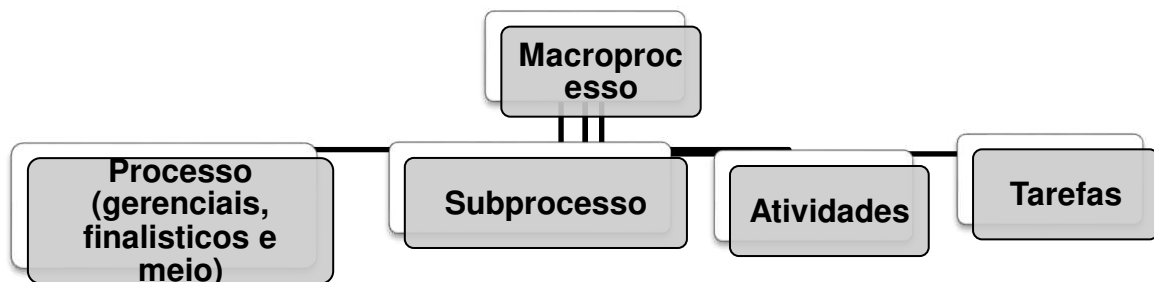 Macroproc
esso
Processo
(gerenciais,
finalisticos e
meio)
Subprocesso
Atividades
Tarefas